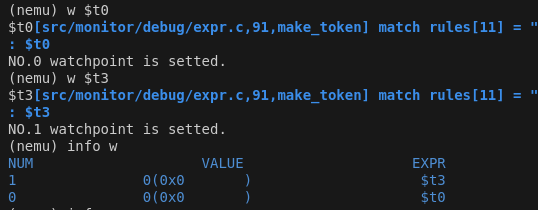 (nemu) w $t0
$t0[src/monitor/debug/expr.c,91,make_token] match rules[11] = "
: $t0
NO.0 watchpoint is setted.
(nemu) w $t3
$t3[src/monitor/debug/expr.c,91,make_token] match rules[11] = "
: $t3
NO.1 watchpoint is setted.
(nemu) info w
NUM VALUE EXPR
1 0(0x0 ) $t3
0 0(0x0 ) $t0